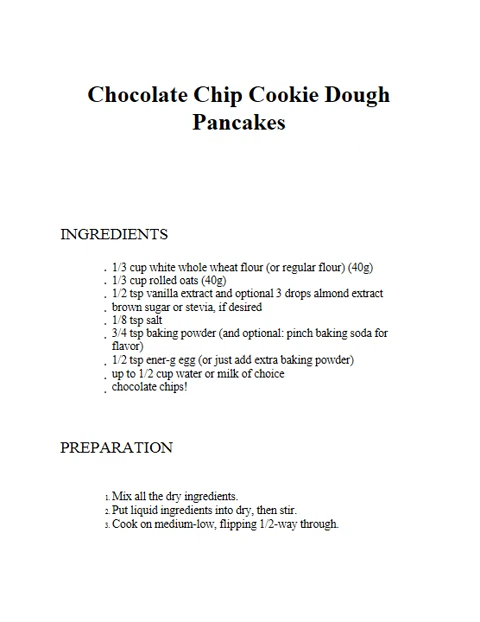 Chocolate Chip Cookie Dough
Pancakes
INGREDIENTS
. 1/3 cup white whole wheat flour (or regular flour) (40g)
. 1/3 cup rolled oats (40g)
. 1/2 tsp vanilla extract and optional 3 drops almond extract
. brown sugar or stevia, if desired
. 1/8 tsp salt
. 3/4 tsp baking powder (and optional: pinch baking soda for
flavor)
. 1/2 tsp ener-g egg (or just add extra baking powder)
. up to 1/2 cup water or milk of choice
. chocolate chips!
PREPARATION
1. Mix all the dry ingredients.
2. Put liquid ingredients into dry, then stir.
3. Cook on medium-low, flipping 1/2-way through.